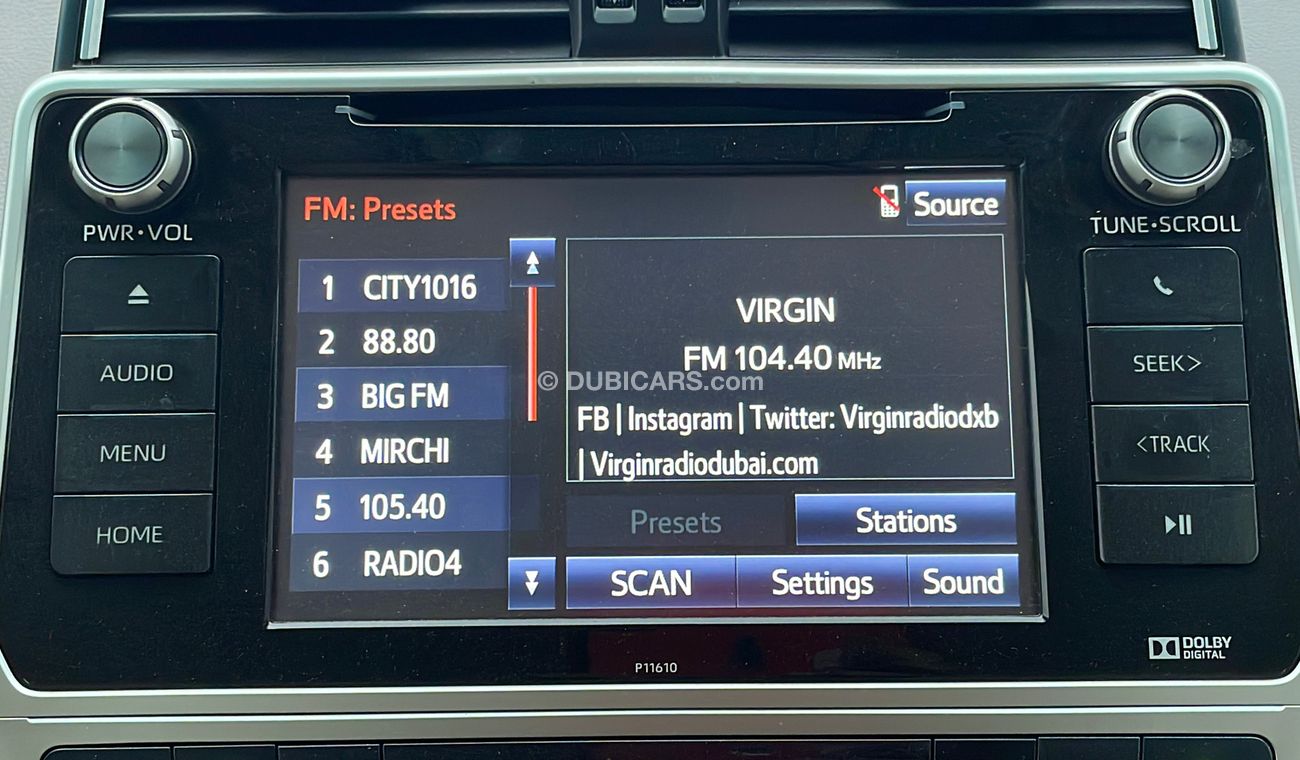 PWR•VOL
AUDIO
MENU
HOME
FM: Presets
Source
1 CITY1016
2 88.80
3 BIG FM
4 MIRCHI
5 105.40
6 RADIO4
VIRGIN
FM 104.40 MHz
© DUBICARS.com
FB | Instagram | Twitter: Virginradiodxb
| Virginradiodubai.com
Presets
Stations
SCAN
Settings
Sound
TUNE•SCROLL
SEEK>
<TRACK
P11610
DOLBY
DIGITAL